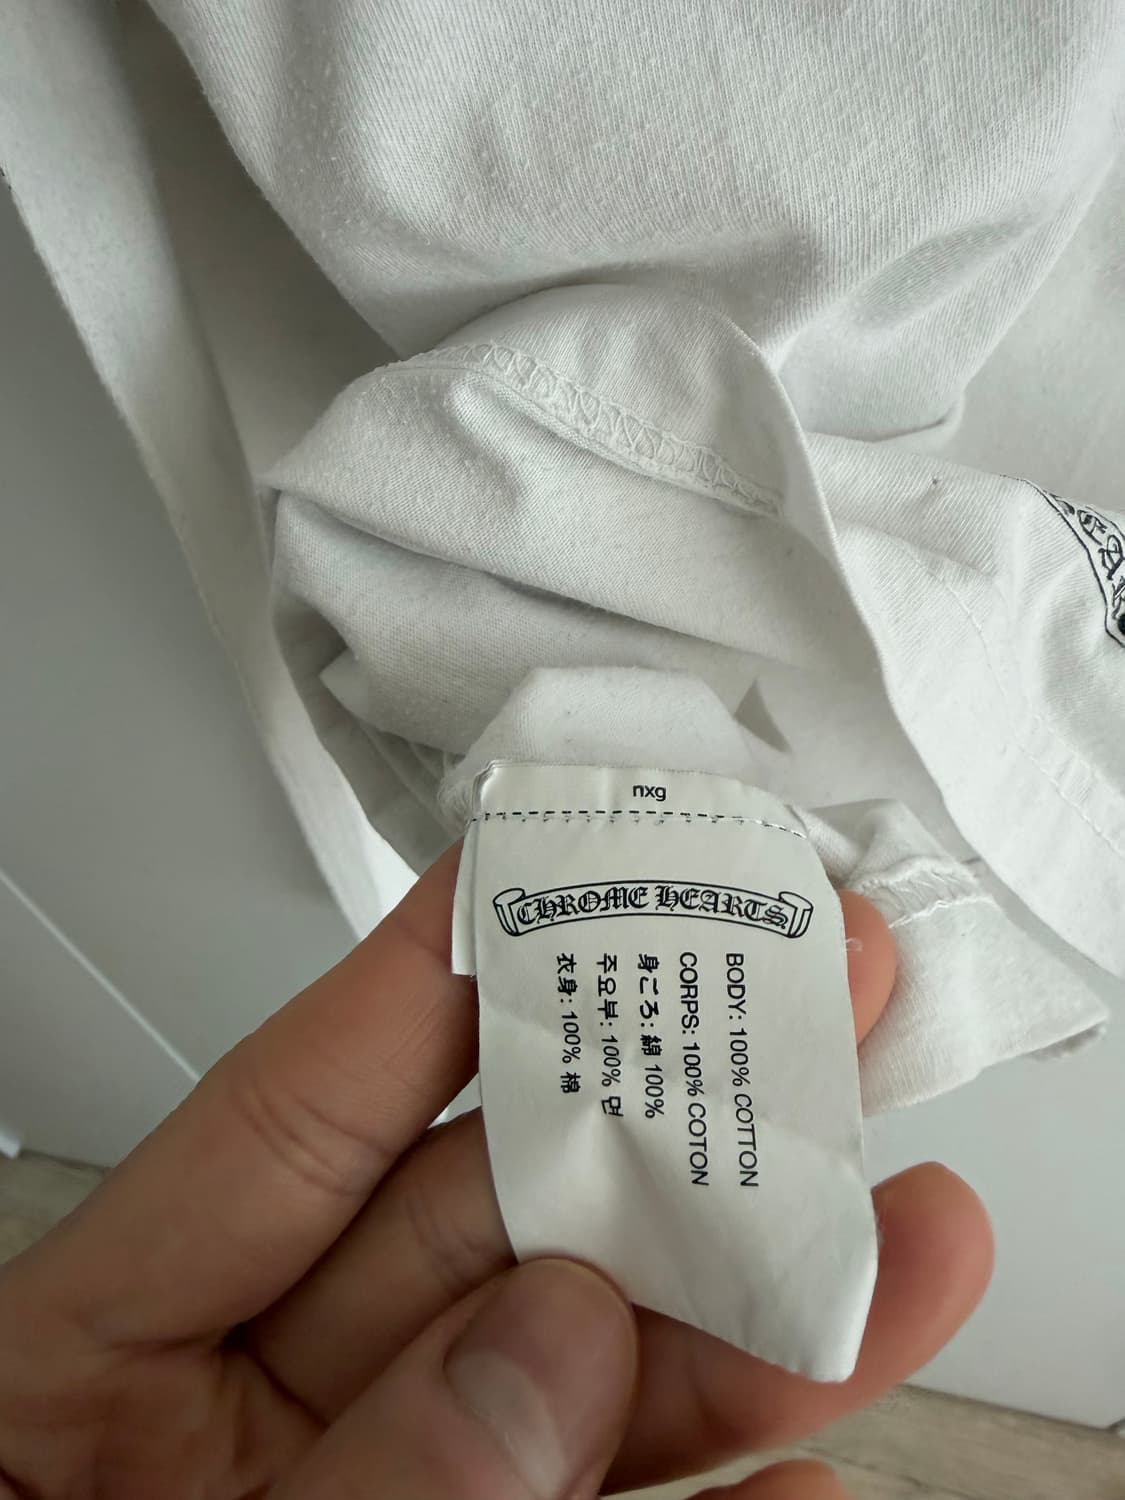 nxg
CHROME HEARTS
BODY: 100% COTTON
CORPS: 100% COTON
身ごろ: 綿 100%
주요부: 100% 면
衣身: 100% 棉